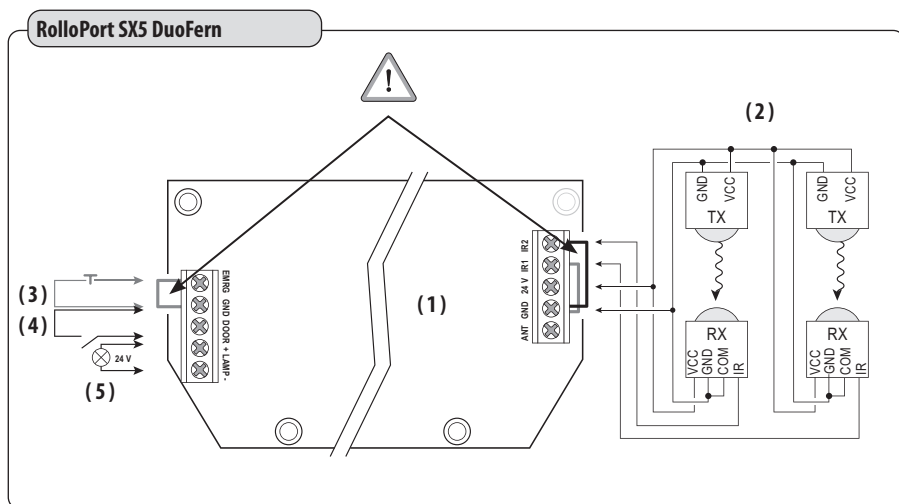 RolloPort SX5 DuoFern
!
(2)
GND
VCC
TX
GND
VCC
TX
(1)
IR2
IR1
24 V
GND
ANT
EMRG
GND
DOOR
+ LAMP -
(3)
(4)
24 V
(5)
RX
VCC
GND
COM
IR
RX
VCC
GND
COM
IR